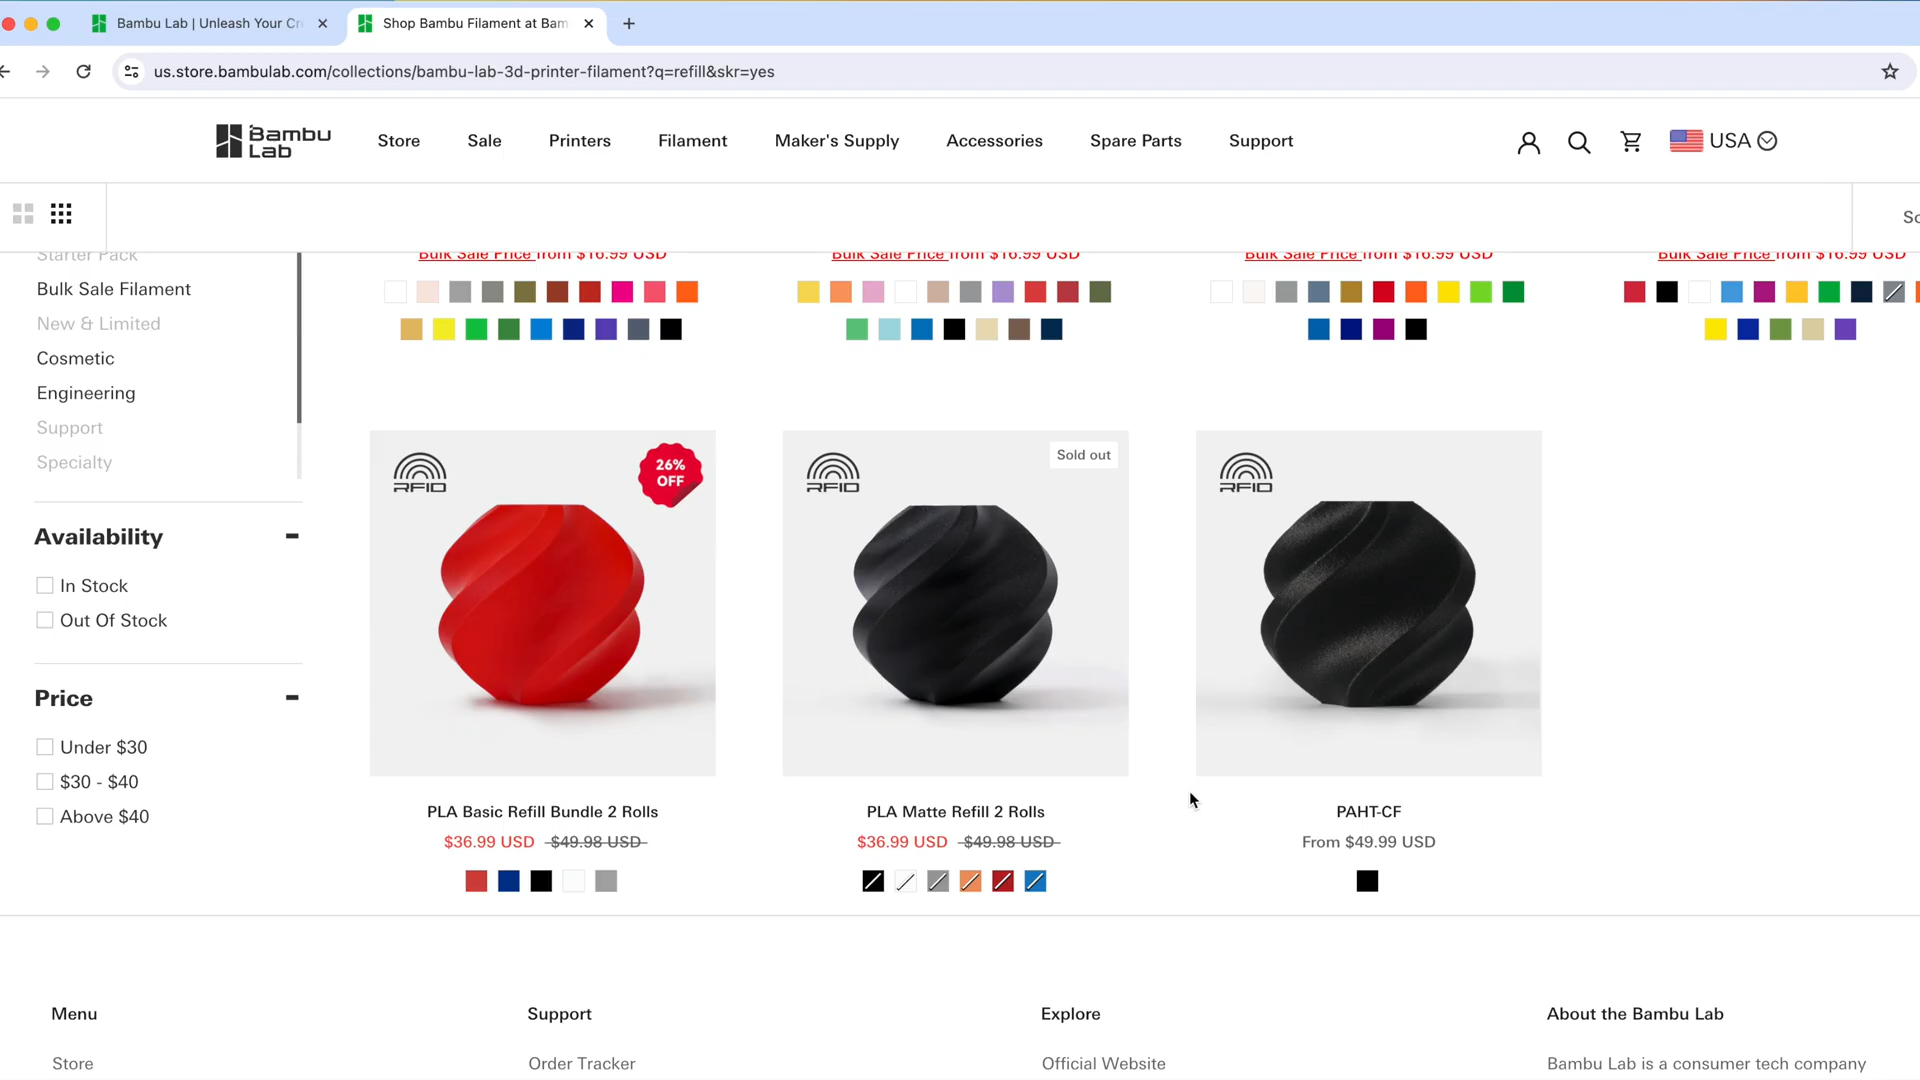 Bambu Lab | Unleash Your Cr
Shop Bambu Filament at Bam
us.store.bambulab.com/collections/bambu-lab-3d-printer-filament?q=refill&skr=yes
Bambu Lab
Store
Sale
Printers
Filament
Maker's Supply
Accessories
Spare Parts
Support
USA
So
Starter Pack
Bulk Sale Filament
New & Limited
Cosmetic
Engineering
Support
Specialty
Availability
In Stock
Out Of Stock
Price
Under $30
$30 - $40
Above $40
Bulk Sale Price from $16.99 USD
Bulk Sale Price from $16.99 USD
Bulk Sale Price from $16.99 USD
Bulk Sale Price from $16.99 USD
RFID
26%
OFF
PLA Basic Refill Bundle 2 Rolls
$36.99 USD $49.98 USD
RFID
Sold out
PLA Matte Refill 2 Rolls
$36.99 USD $49.98 USD
RFID
PAHT-CF
From $49.99 USD
Menu
Store
Support
Order Tracker
Explore
Official Website
About the Bambu Lab
Bambu Lab is a consumer tech company